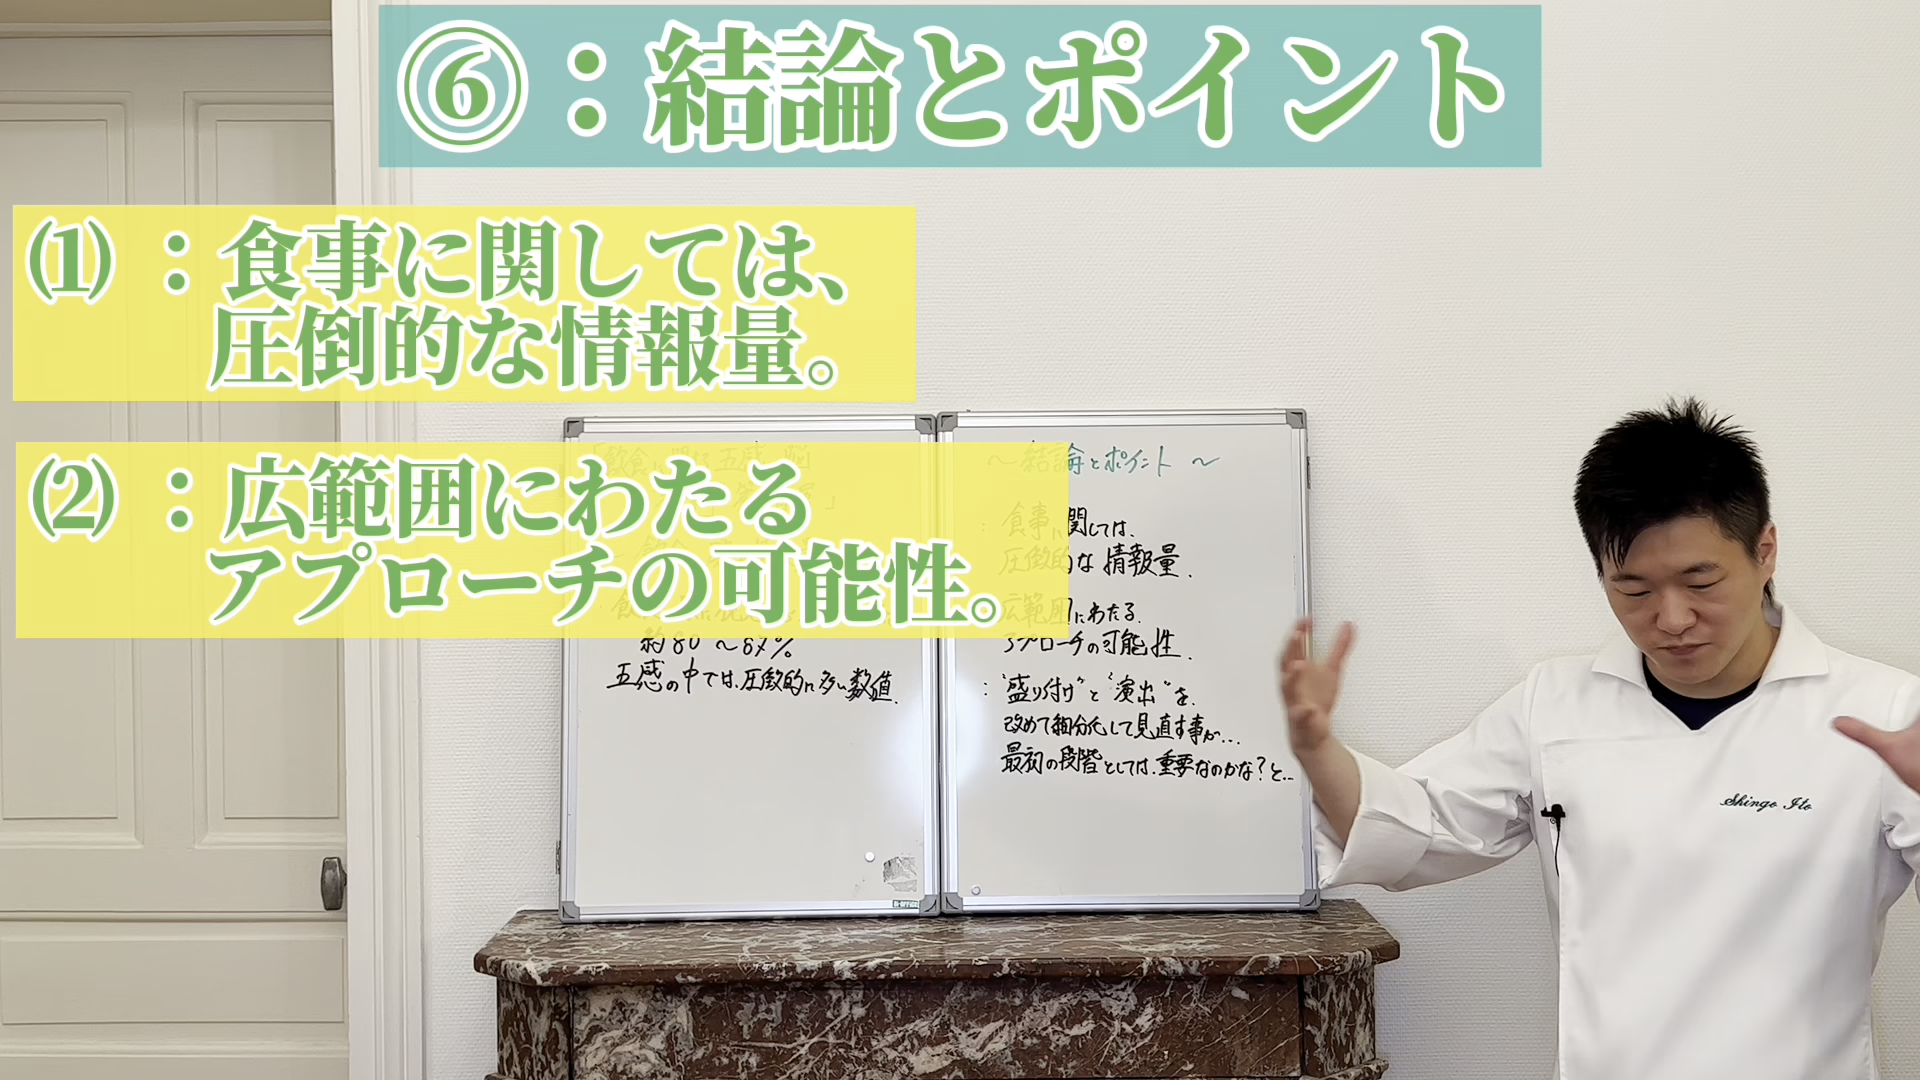 ⑥：結論とポイント
(1)：食事に関しては、
圧倒的な情報量。
(2)：広範囲にわたる
アプローチの可能性。
約80〜87%
五感の中では、圧倒的に多い数値.
〜結論とポイント〜
：食事に関しては、
圧倒的な情報量.
広範囲にわたる、
アプローチの可能性.
："盛り付け"と"演出"を、
改めて細分化して見直す事が...
最初の段階としては、重要なのかな？と...
Shingo Ito
BI-OFFICE